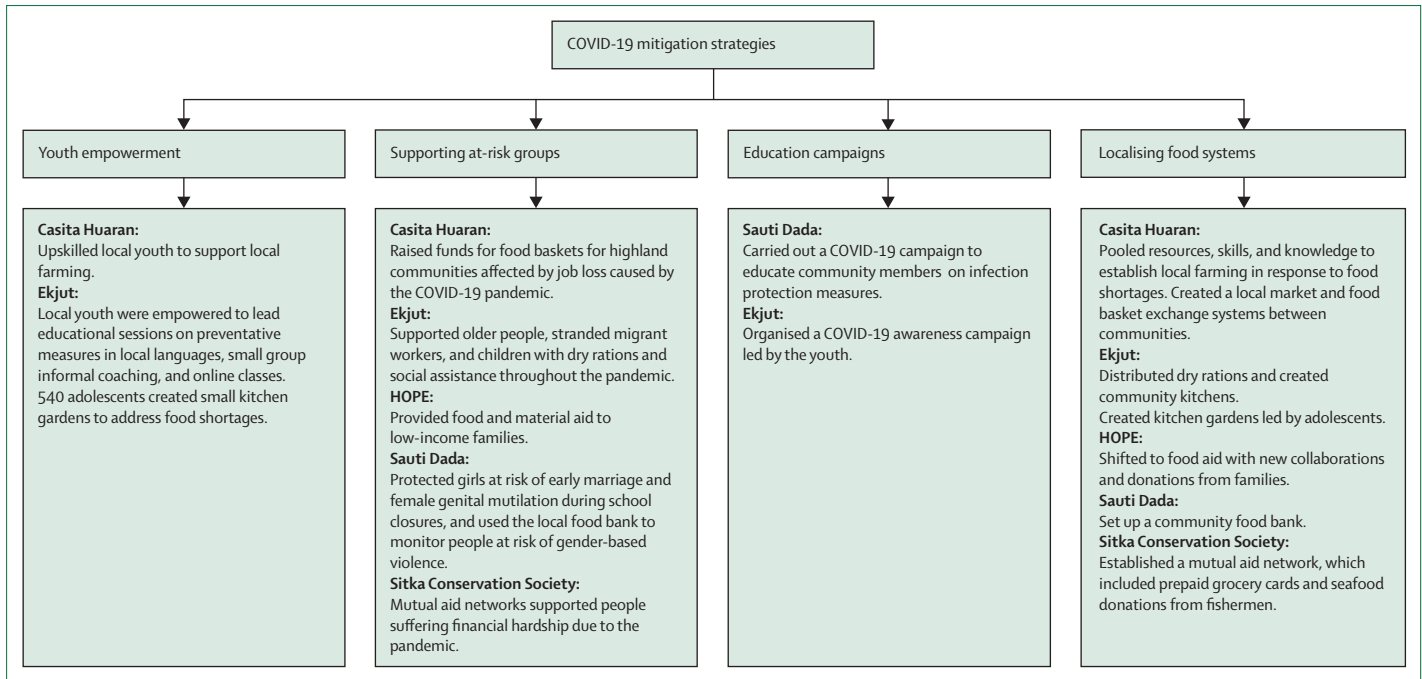 COVID-19 mitigation strategies
Youth empowerment
Supporting at-risk groups
Education campaigns
Localising food systems
Casita Huaran:
Upskilled local youth to support local
farming.
Ekjut:
Local youth were empowered to lead
educational sessions on preventative
measures in local languages, small group
informal coaching, and online classes.
540 adolescents created small kitchen
gardens to address food shortages.
Casita Huaran:
Raised funds for food baskets for highland
communities affected by job loss caused by
the COVID-19 pandemic.
Ekjut:
Supported older people, stranded migrant
workers, and children with dry rations and
social assistance throughout the pandemic.
HOPE:
Provided food and material aid to
low-income families.
Sauti Dada:
Protected girls at risk of early marriage and
female genital mutilation during school
closures, and used the local food bank to
monitor people at risk of gender-based
violence.
Sitka Conservation Society:
Mutual aid networks supported people
suffering financial hardship due to the
pandemic.
Sauti Dada:
Carried out a COVID-19 campaign to
educate community members on infection
protection measures.
Ekjut:
Organised a COVID-19 awareness campaign
led by the youth.
Casita Huaran:
Pooled resources, skills, and knowledge to
establish local farming in response to food
shortages. Created a local market and food
basket exchange systems between
communities.
Ekjut:
Distributed dry rations and created
community kitchens.
Created kitchen gardens led by adolescents.
HOPE:
Shifted to food aid with new collaborations
and donations from families.
Sauti Dada:
Set up a community food bank.
Sitka Conservation Society:
Established a mutual aid network, which
included prepaid grocery cards and seafood
donations from fishermen.